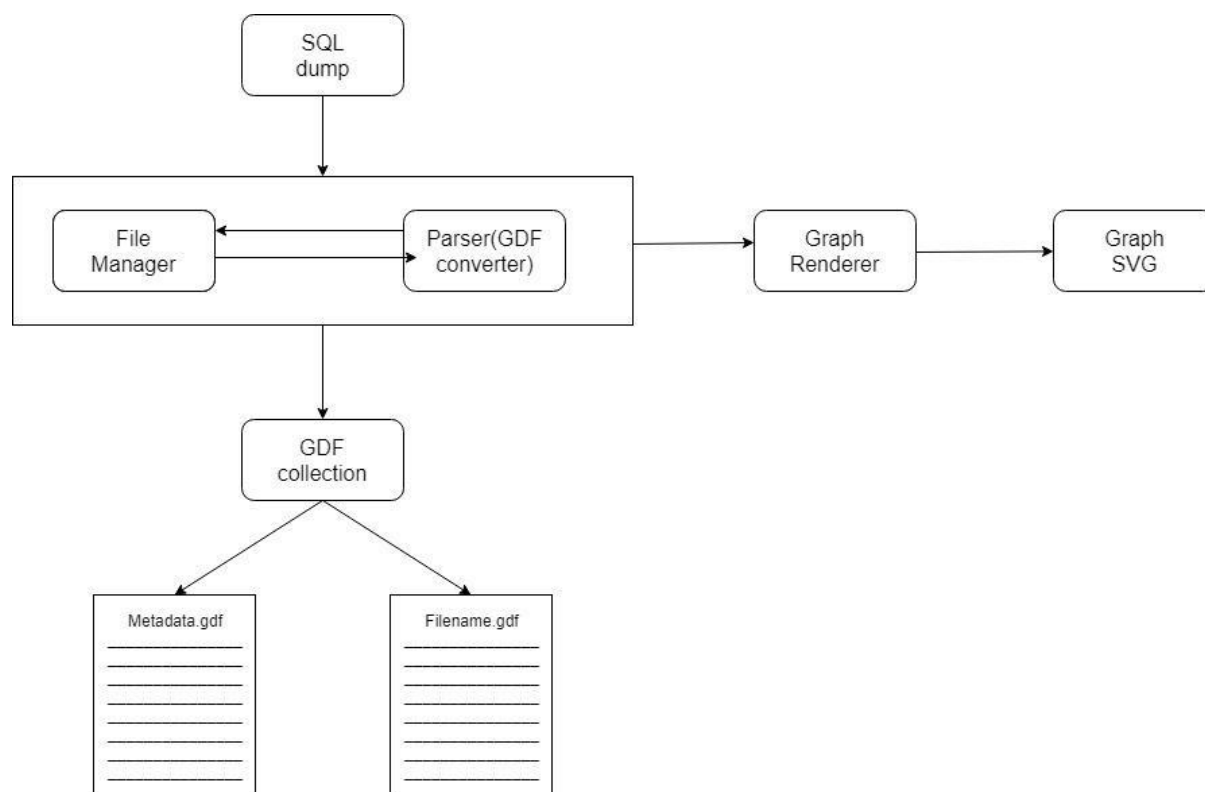 SQL
dump
File
Manager
Parser(GDF
converter)
Graph
Renderer
Graph
SVG
GDF
collection
Metadata.gdf
Filename.gdf